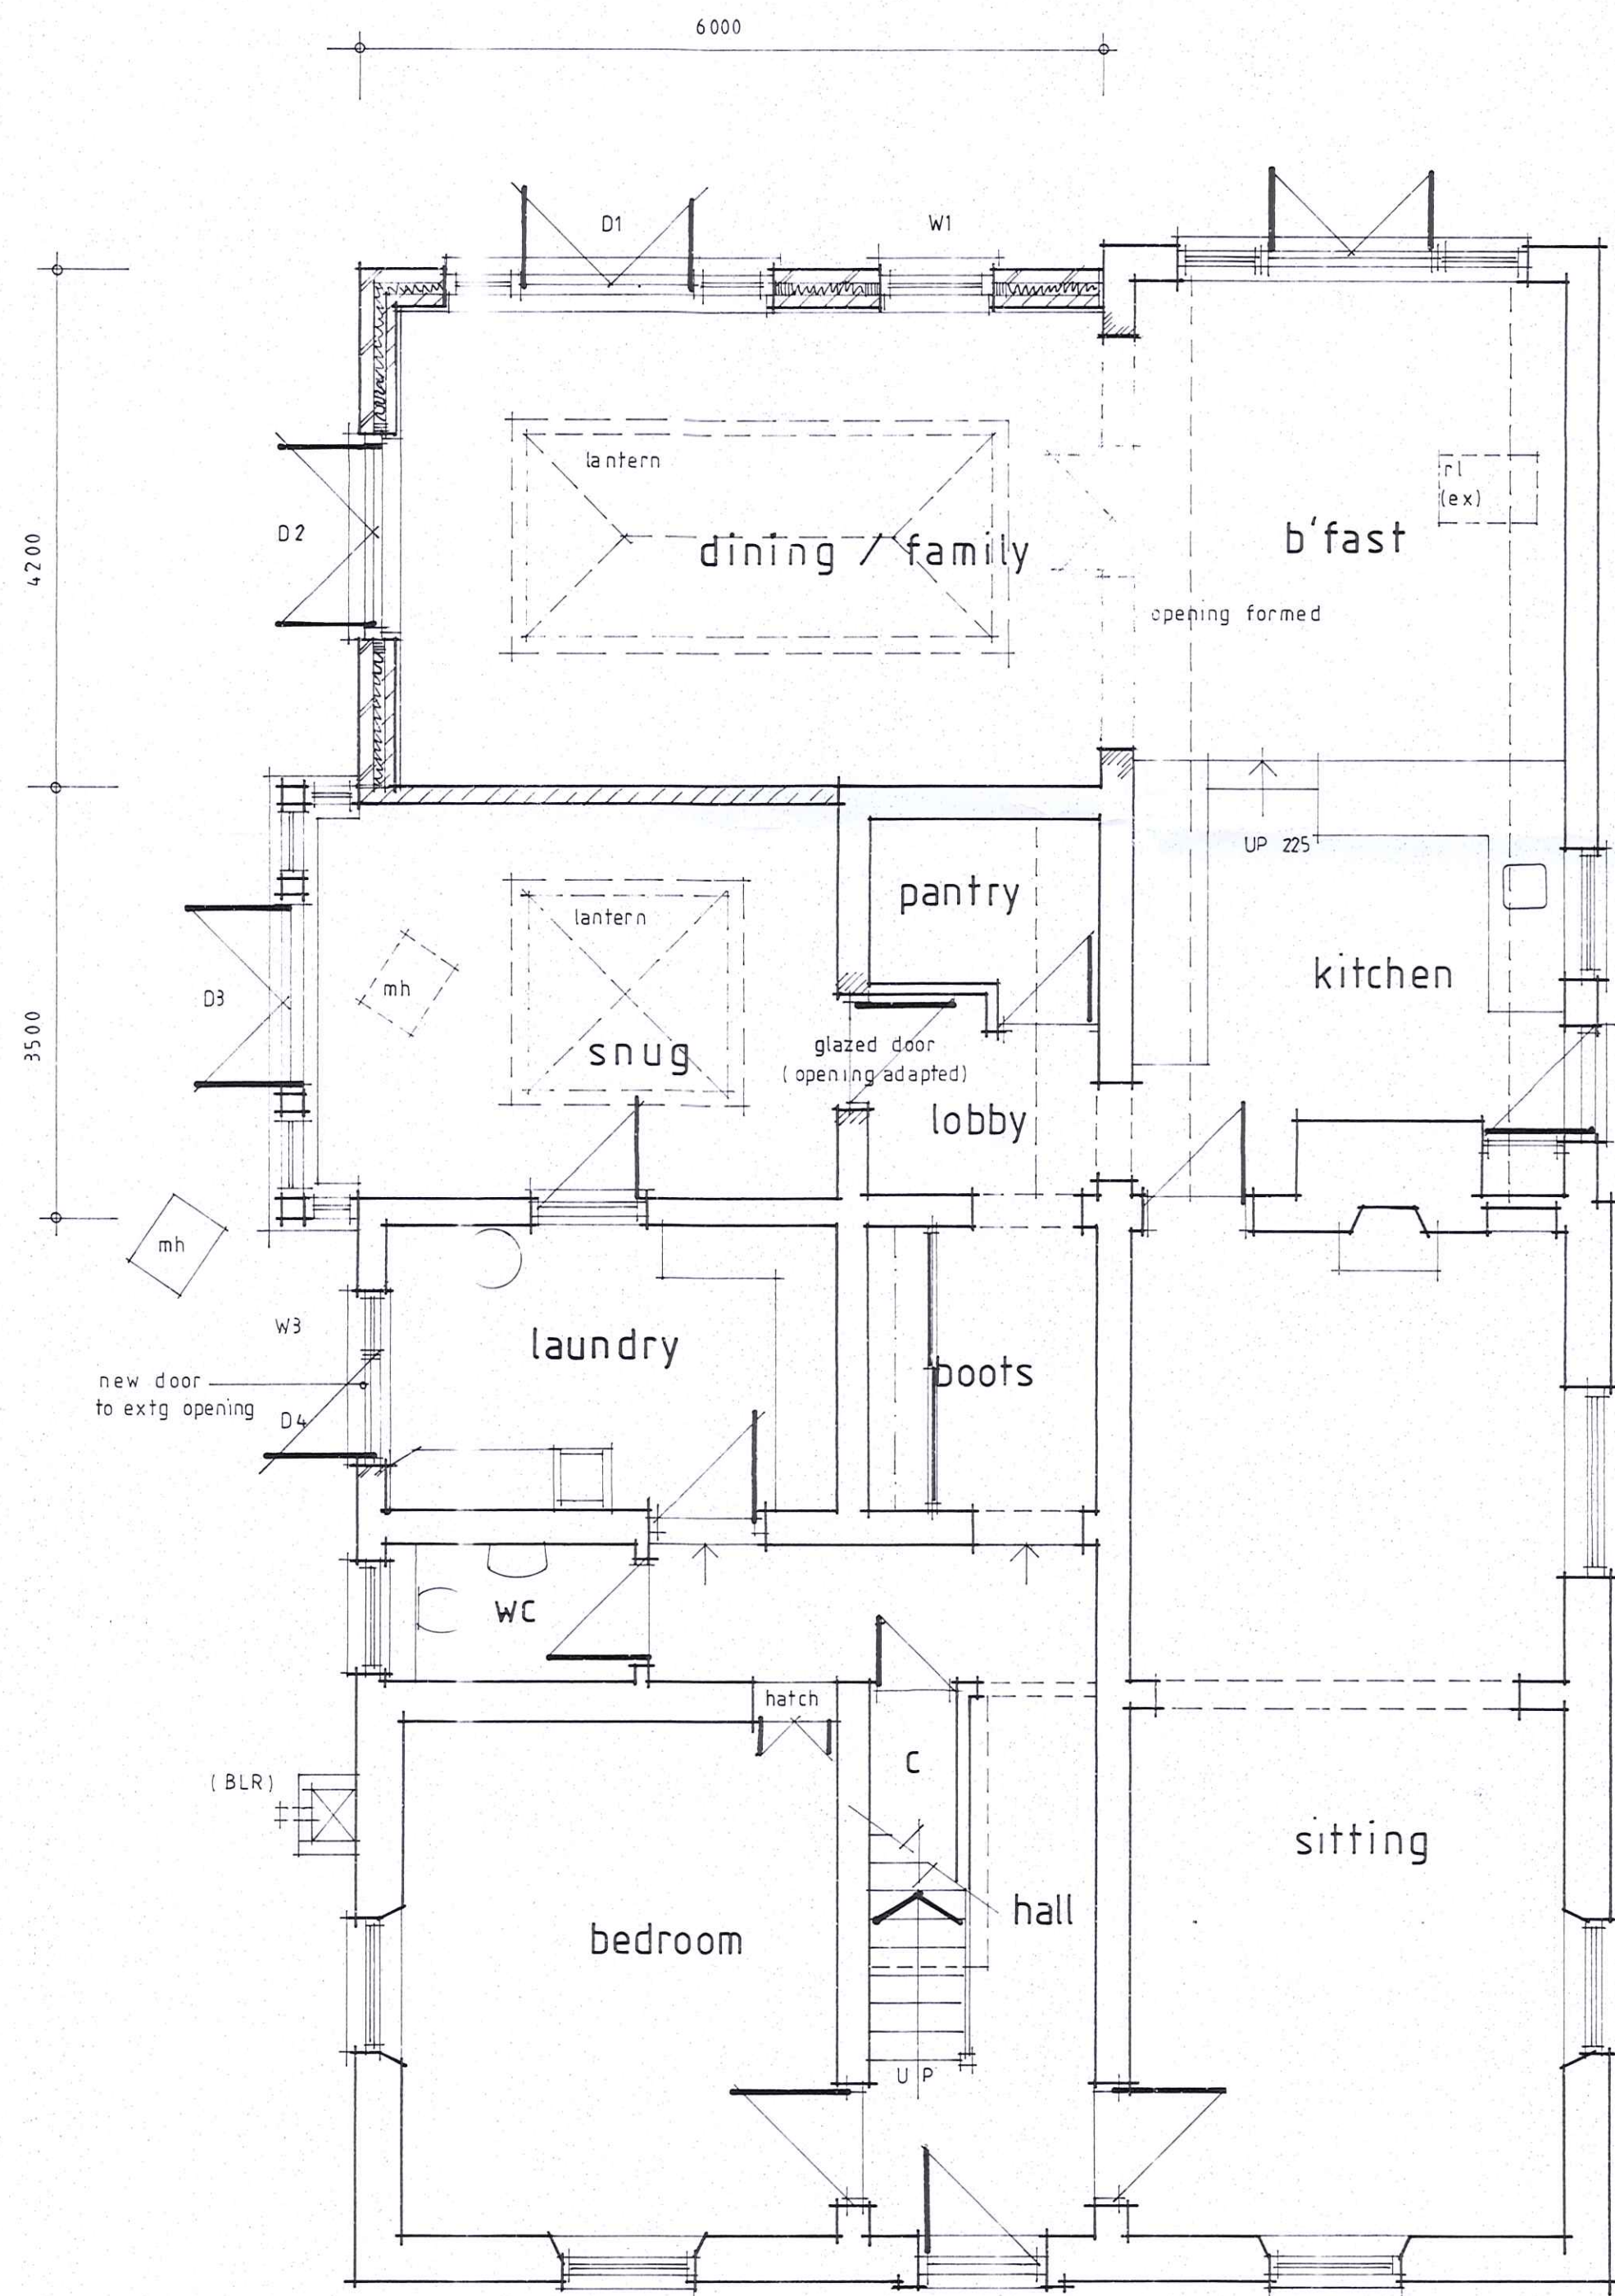 6000
D1
W1
lantern
rl
(ex)
D2
dining / family
b'fast
4200
opening formed
UP 225
pantry
lantern
kitchen
mh
D3
snug
glazed door
(opening adapted)
3500
lobby
mh
W3
laundry
boots
new door
to extg opening
D4
WC
hatch
C
(BLR)
sitting
hall
bedroom
UP